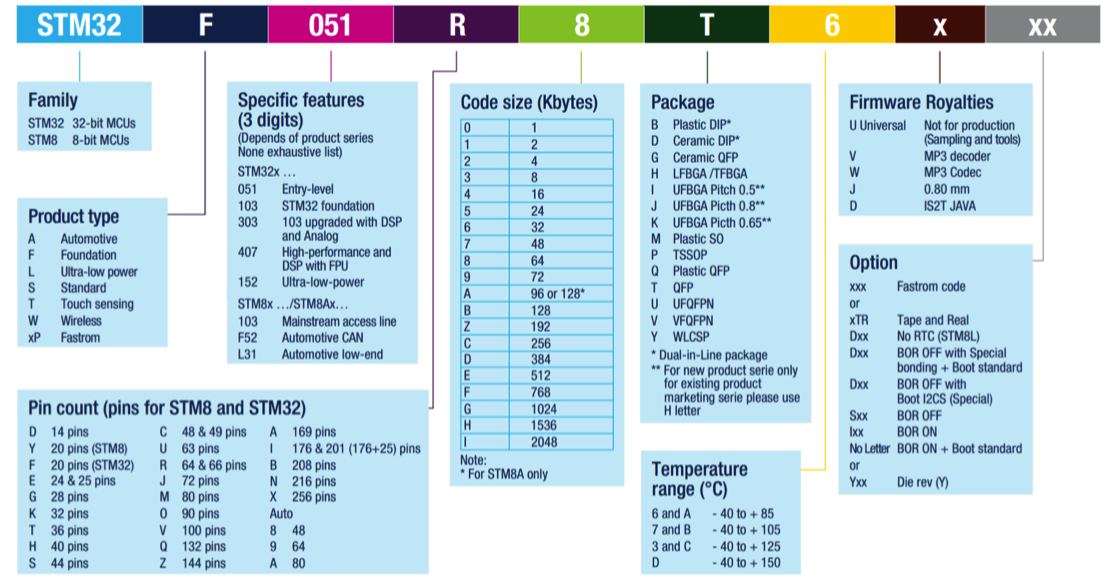 STM32 F 051 R 8 T 6 x xx
Family
STM32 32-bit MCUs
STM8 8-bit MCUs
Product type
A Automotive
F Foundation
L Ultra-low power
S Standard
T Touch sensing
W Wireless
xP Fastrom
Specific features
(3 digits)
(Depends of product series
None exhaustive list)
STM32x ...
051 Entry-level
103 STM32 foundation
303 103 upgraded with DSP
and Analog
407 High-performance and
DSP with FPU
152 Ultra-low-power
STM8x .../STM8Ax...
103 Mainstream access line
F52 Automotive CAN
L31 Automotive low-end
Pin count (pins for STM8 and STM32)
D 14 pins C 48 & 49 pins A 169 pins
Y 20 pins (STM8) U 63 pins I 176 & 201 (176+25) pins
F 20 pins (STM32) R 64 & 66 pins B 208 pins
E 24 & 25 pins J 72 pins N 216 pins
G 28 pins M 80 pins X 256 pins
K 32 pins O 90 pins Auto
T 36 pins V 100 pins 8 48
H 40 pins Q 132 pins 9 64
S 44 pins Z 144 pins A 80
Code size (Kbytes)
0 1
1 2
2 4
3 8
4 16
5 24
6 32
7 48
8 64
9 72
A 96 or 128*
B 128
Z 192
C 256
D 384
E 512
F 768
G 1024
H 1536
I 2048
Note:
* For STM8A only
Package
B Plastic DIP*
D Ceramic DIP*
G Ceramic QFP
H LFBGA /TFBGA
I UFBGA Pitch 0.5**
J UFBGA Picth 0.8**
K UFBGA Picth 0.65**
M Plastic SO
P TSSOP
Q Plastic QFP
T QFP
U UFQFPN
V VFQFPN
Y WLCSP
* Dual-in-Line package
** For new product serie only
for existing product
marketing serie please use
H letter
Temperature
range (°C)
6 and A - 40 to + 85
7 and B - 40 to + 105
3 and C - 40 to + 125
D - 40 to + 150
Firmware Royalties
U Universal Not for production
(Sampling and tools)
V MP3 decoder
W MP3 Codec
J 0.80 mm
D IS2T JAVA
Option
xxx Fastrom code
or
xTR Tape and Real
Dxx No RTC (STM8L)
Dxx BOR OFF with Special
bonding + Boot standard
Dxx BOR OFF with
Boot I2CS (Special)
Sxx BOR OFF
Ixx BOR ON
No Letter BOR ON + Boot standard
or
Yxx Die rev (Y)